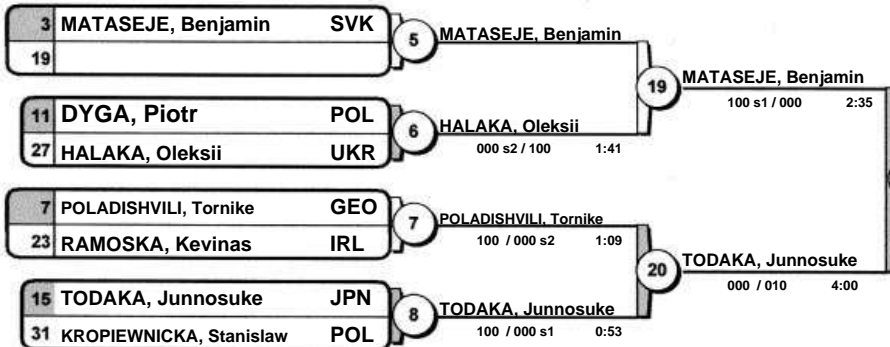 3 MATASEJE, Benjamin SVK
19
5
MATASEJE, Benjamin
11 DYGA, Piotr POL
27 HALAKA, Oleksii UKR
6
HALAKA, Oleksii
000 s2 / 100 1:41
19
MATASEJE, Benjamin
100 s1 / 000 2:35
7 POLADISHVILI, Tornike GEO
23 RAMOSKA, Kevinas IRL
7
POLADISHVILI, Tornike
100 / 000 s2 1:09
15 TODAKA, Junnosuke JPN
31 KROPIEWNICKA, Stanislaw POL
8
TODAKA, Junnosuke
100 / 000 s1 0:53
20
TODAKA, Junnosuke
000 / 010 4:00